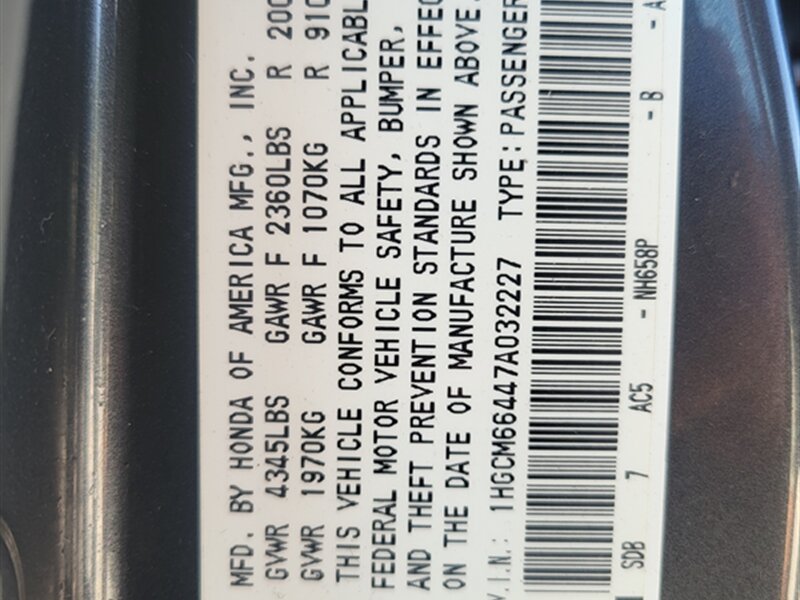 MFD. BY HONDA OF AMERICA MFG., INC.
GVWR 4345LBS GAWR F 2360LBS R 200
GVWR 1970KG GAWR F 1070KG R 910
THIS VEHICLE CONFORMS TO ALL APPLICABL
FEDERAL MOTOR VEHICLE SAFETY, BUMPER,
AND THEFT PREVENTION STANDARDS IN EFFEC
ON THE DATE OF MANUFACTURE SHOWN ABOVE.
V.I.N.: 1HGCM66447A032227 TYPE: PASSENGER
SDB 7 AC5 - NH658P - B - A